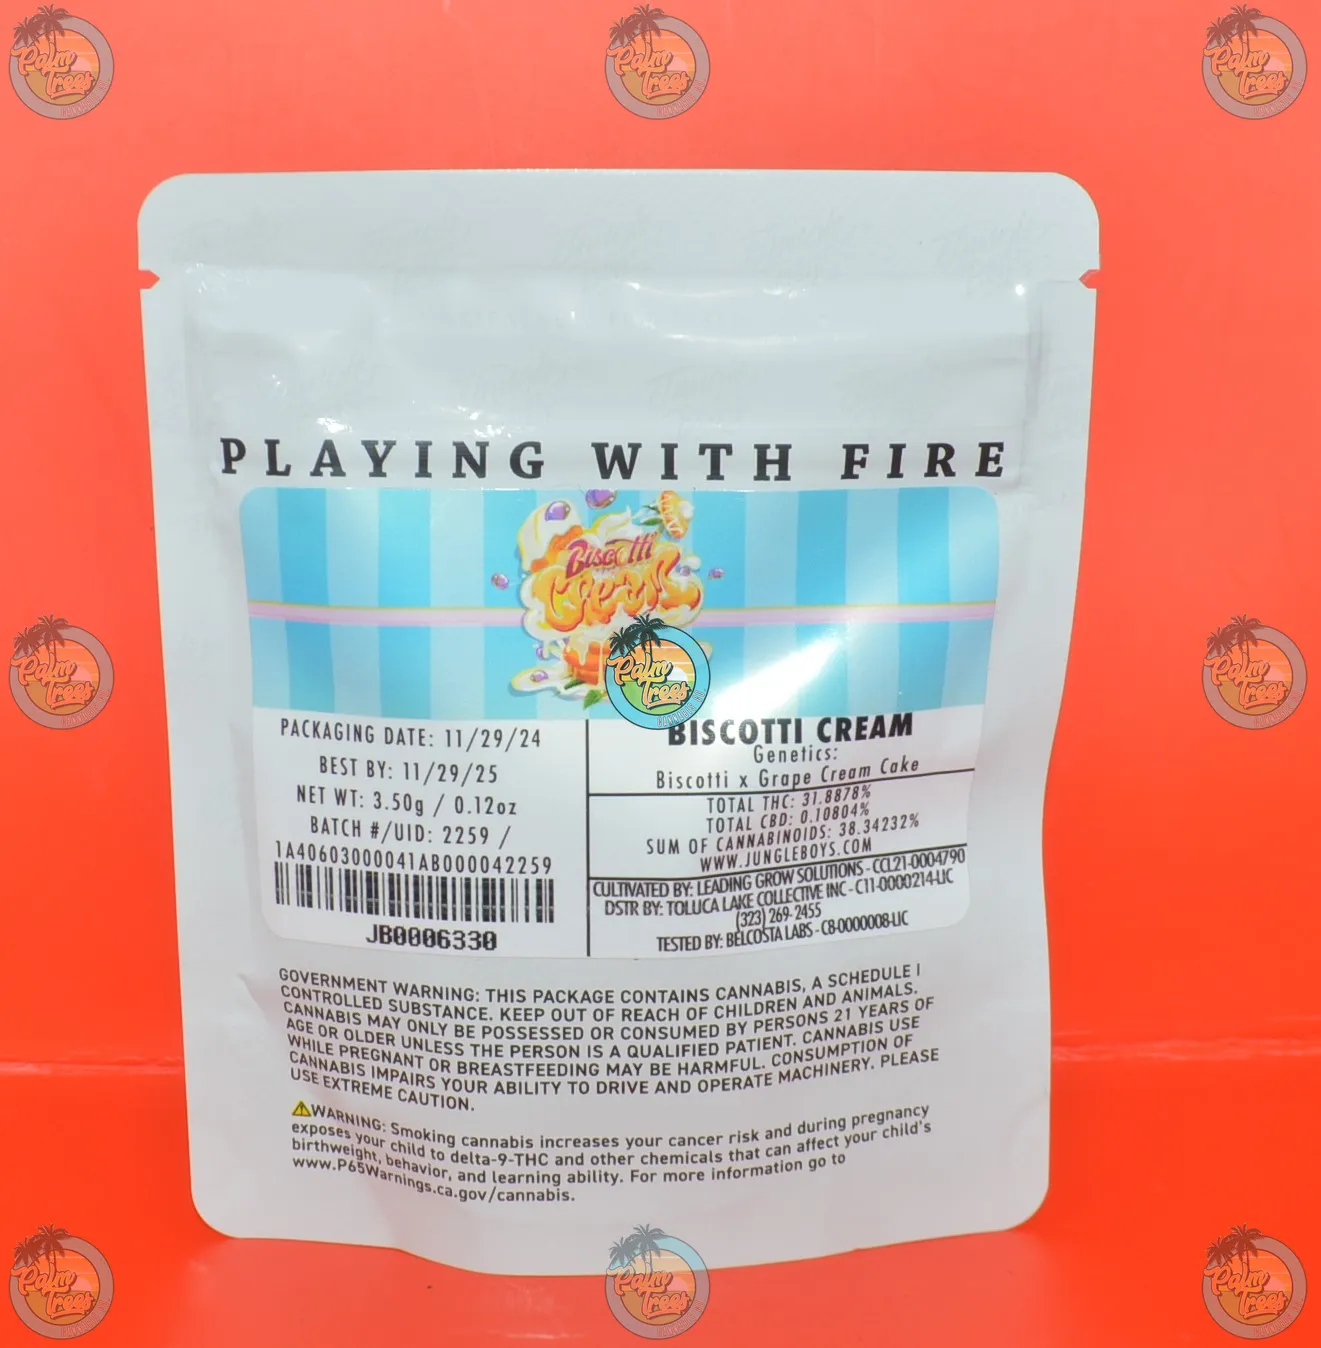 PLAYING WITH FIRE
Biscotti
Cream
Palm
Trees
PACKAGING DATE: 11/29/24
BEST BY: 11/29/25
NET WT: 3.50g / 0.12oz
BATCH #/UID: 2259 /
1A40603000041AB000042259
JB0006330
BISCOTTI CREAM
Genetics:
Biscotti x Grape Cream Cake
TOTAL THC: 31.8878%
TOTAL CBD: 0.10804%
SUM OF CANNABINOIDS: 38.34232%
WWW.JUNGLEBOYS.COM
CULTIVATED BY: LEADING GROW SOLUTIONS - CCL21-0004790
DSTR BY: TOLUCA LAKE COLLECTIVE INC - C11-0000214-LIC
(323) 269-2455
TESTED BY: BELCOSTA LABS - C8-0000008-LIC
GOVERNMENT WARNING: THIS PACKAGE CONTAINS CANNABIS, A SCHEDULE I
CONTROLLED SUBSTANCE. KEEP OUT OF REACH OF CHILDREN AND ANIMALS.
CANNABIS MAY ONLY BE POSSESSED OR CONSUMED BY PERSONS 21 YEARS OF
AGE OR OLDER UNLESS THE PERSON IS A QUALIFIED PATIENT. CANNABIS USE
WHILE PREGNANT OR BREASTFEEDING MAY BE HARMFUL. CONSUMPTION OF
CANNABIS IMPAIRS YOUR ABILITY TO DRIVE AND OPERATE MACHINERY. PLEASE
USE EXTREME CAUTION.
WARNING: Smoking cannabis increases your cancer risk and during pregnancy
exposes your child to delta-9-THC and other chemicals that can affect your child's
birthweight, behavior, and learning ability. For more information go to
www.P65Warnings.ca.gov/cannabis.